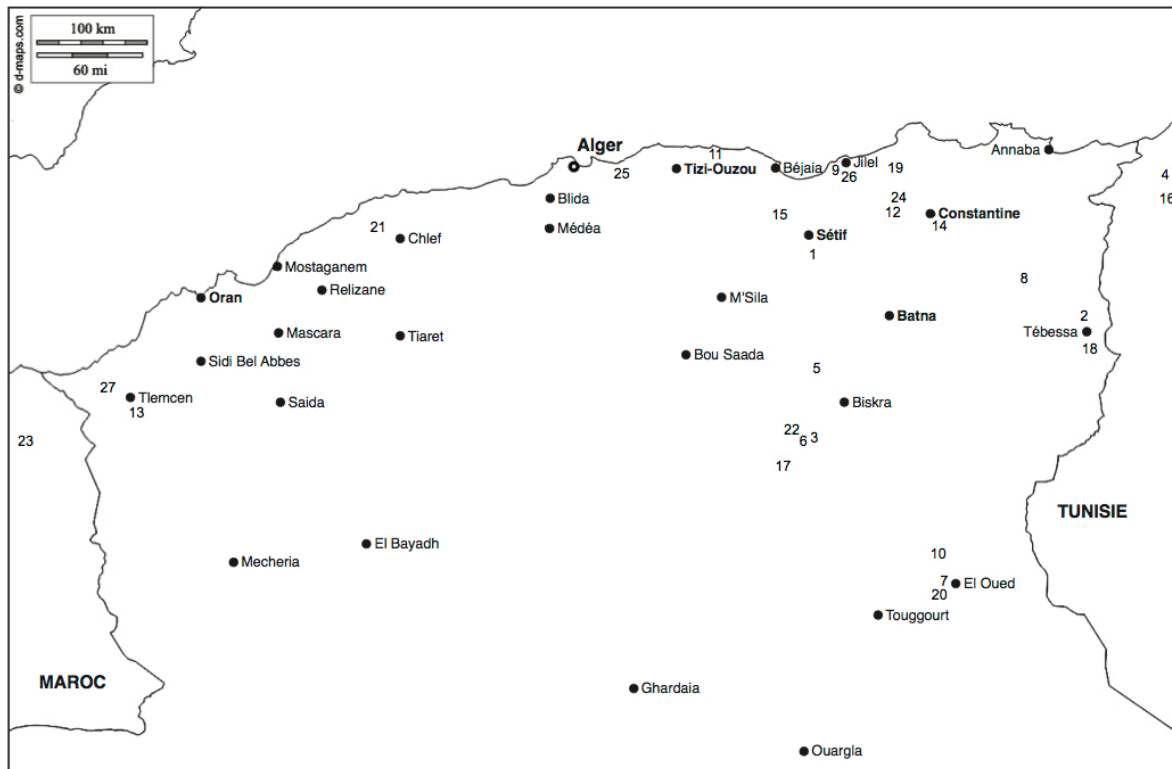 © d-maps.com
100 km
60 mi
Alger
11
Annaba
25
Tizi-Ouzou
Béjaia
9
Jilel
26
19
4
Blida
24
16
21
Médéa
15
12
Constantine
14
Chlef
Sétif
1
Mostaganem
8
Relizane
Oran
M'Sila
2
Batna
Mascara
Tiaret
Tébessa
18
Sidi Bel Abbes
Bou Saada
5
27
Tlemcen
13
Saida
Biskra
23
22
6
3
17
TUNISIE
El Bayadh
10
Mecheria
7
El Oued
20
Touggourt
MAROC
Ghardaia
Ouargla